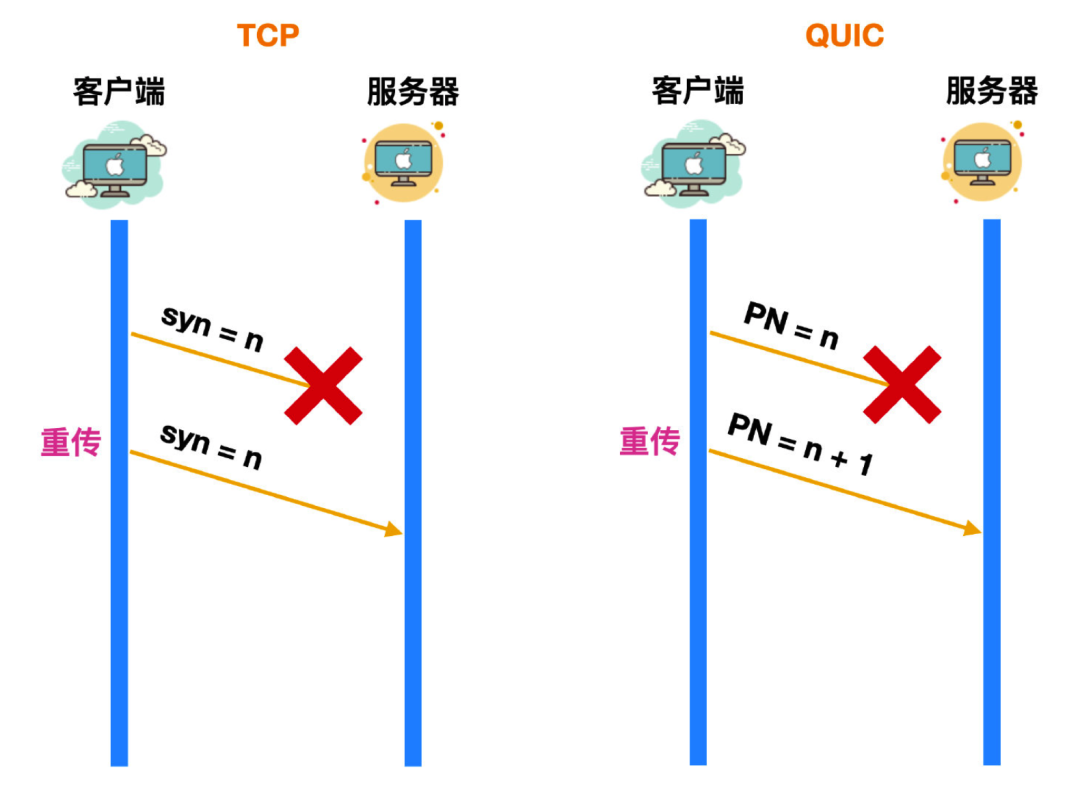 TCP
客户端
服务器
syn = n
重传
syn = n
QUIC
客户端
服务器
PN = n
重传
PN = n + 1